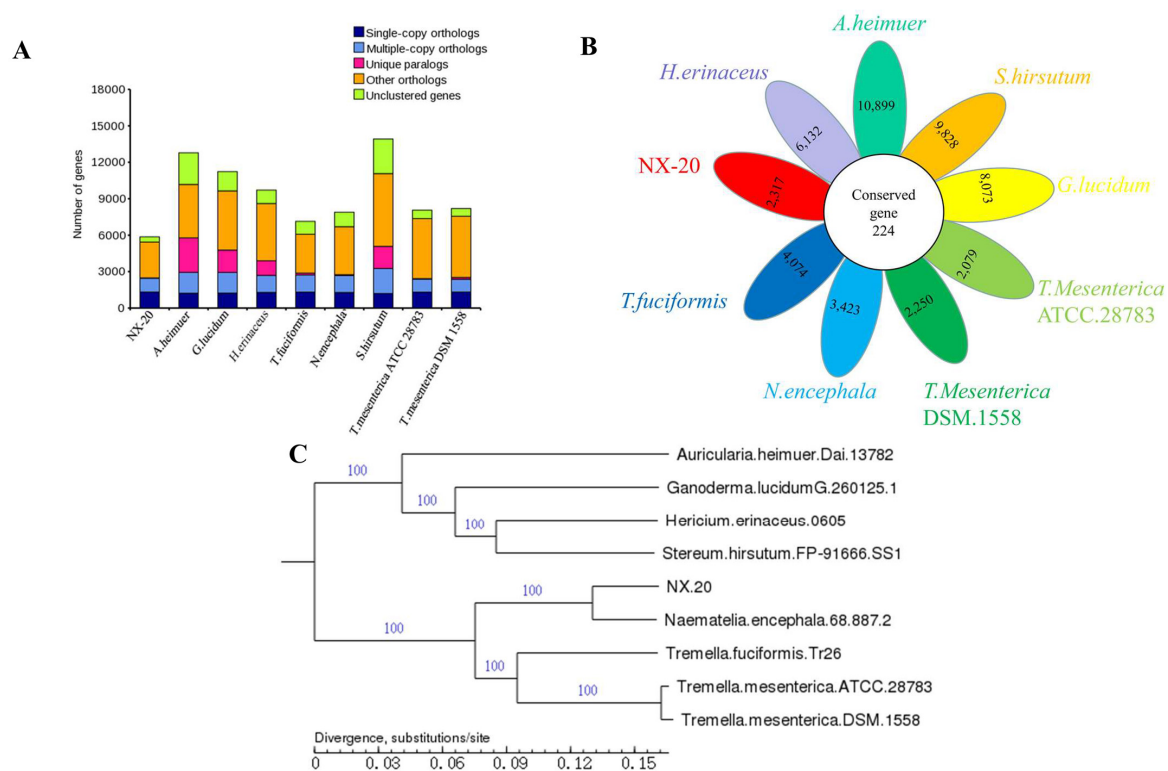 A
Single-copy orthologs
Multiple-copy orthologs
Unique paralogs
Other orthologs
Unclustered genes
Number of genes
18000
15000
12000
9000
6000
3000
0
NX-20
A.heimuer
G.lucidum
H.erinaccus
T.fuciformis
N.encephala
S.hirsutum
T.mesenterica ATCC 28783
T.mesenterica DSM 1558
B
A.heimuer
H.erinaceus
S.hirsutum
NX-20
G.lucidum
T.fuciformis
T.Mesenterica
ATCC.28783
N.encephala
T.Mesenterica
DSM.1558
10,899
9,828
8,073
2,079
2,250
3,423
4,074
2,317
6,132
Conserved
gene
224
C
100
100
100
100
100
100
100
Auricularia.heimuer.Dai.13782
Ganoderma.lucidumG.260125.1
Hericium.erinaceus.0605
Stereum.hirsutum.FP-91666.SS1
NX.20
Naematelia.encephala.68.887.2
Tremella.fuciformis.Tr26
Tremella.mesenterica.ATCC.28783
Tremella.mesenterica.DSM.1558
Divergence, substitutions/site
0 0.03 0.06 0.09 0.12 0.15